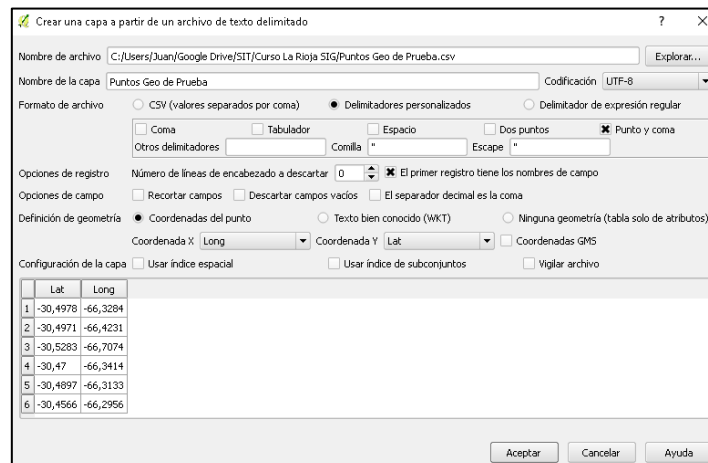 Crear una capa a partir de un archivo de texto delimitado
Nombre de archivo C:/Users/Juan/Google Drive/SIT/Curso La Rioja SIG/Puntos Geo de Prueba.csv Explorar...
Nombre de la capa Puntos Geo de Prueba Codificación UTF-8
Formato de archivo CSV (valores separados por coma) Delimitadores personalizados Delimitador de expresión regular
Coma Tabulador Espacio Dos puntos Punto y coma
Otros delimitadores Comilla " Escape "
Opciones de registro Número de líneas de encabezado a descartar 0 El primer registro tiene los nombres de campo
Opciones de campo Recortar campos Descartar campos vacíos El separador decimal es la coma
Definición de geometría Coordenadas del punto Texto bien conocido (WKT) Ninguna geometría (tabla solo de atributos)
Coordenada X Long Coordenada Y Lat Coordenadas GMS
Configuración de la capa Usar índice espacial Usar índice de subconjuntos Vigilar archivo
Lat Long
1 -30,4978 -66,3284
2 -30,4971 -66,4231
3 -30,5283 -66,7074
4 -30,47 -66,3414
5 -30,4897 -66,3133
6 -30,4566 -66,2956
Aceptar Cancelar Ayuda